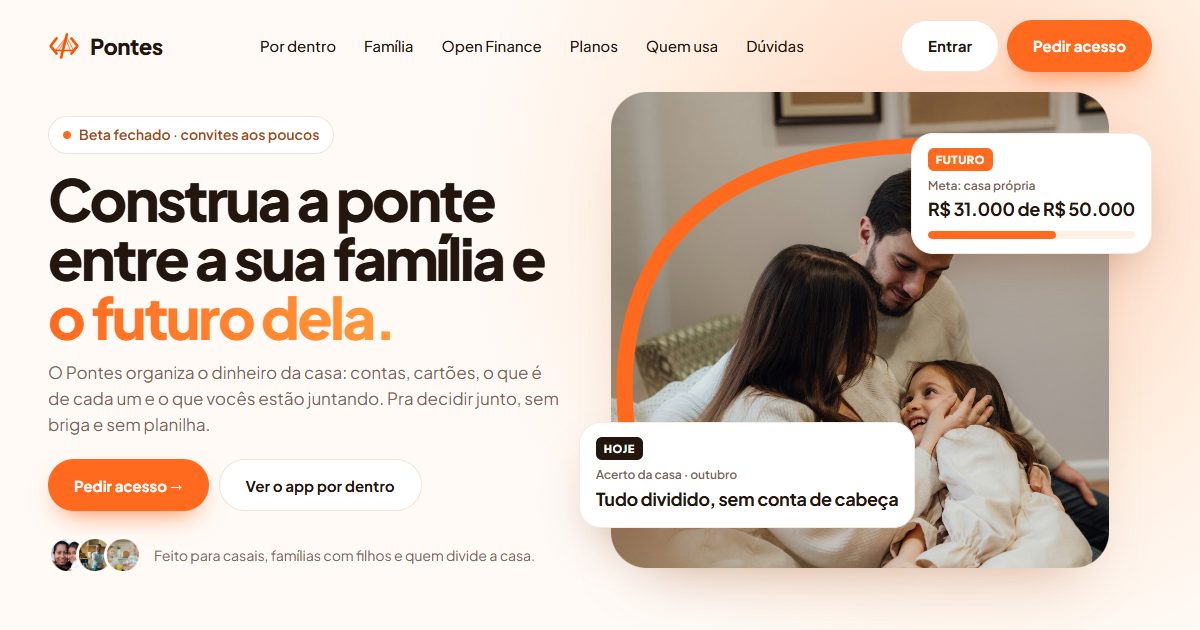 Pontes
Por dentro
Família
Open Finance
Planos
Quem usa
Dúvidas
Entrar
Pedir acesso
Beta fechado · convites aos poucos
Construa a ponte
entre a sua família e
o futuro dela.
O Pontes organiza o dinheiro da casa: contas, cartões, o que é
de cada um e o que vocês estão juntando. Pra decidir junto, sem
briga e sem planilha.
Pedir acesso →
Ver o app por dentro
Feito para casais, famílias com filhos e quem divide a casa.
FUTURO
Meta: casa própria
R$ 31.000 de R$ 50.000
HOJE
Acerto da casa · outubro
Tudo dividido, sem conta de cabeça